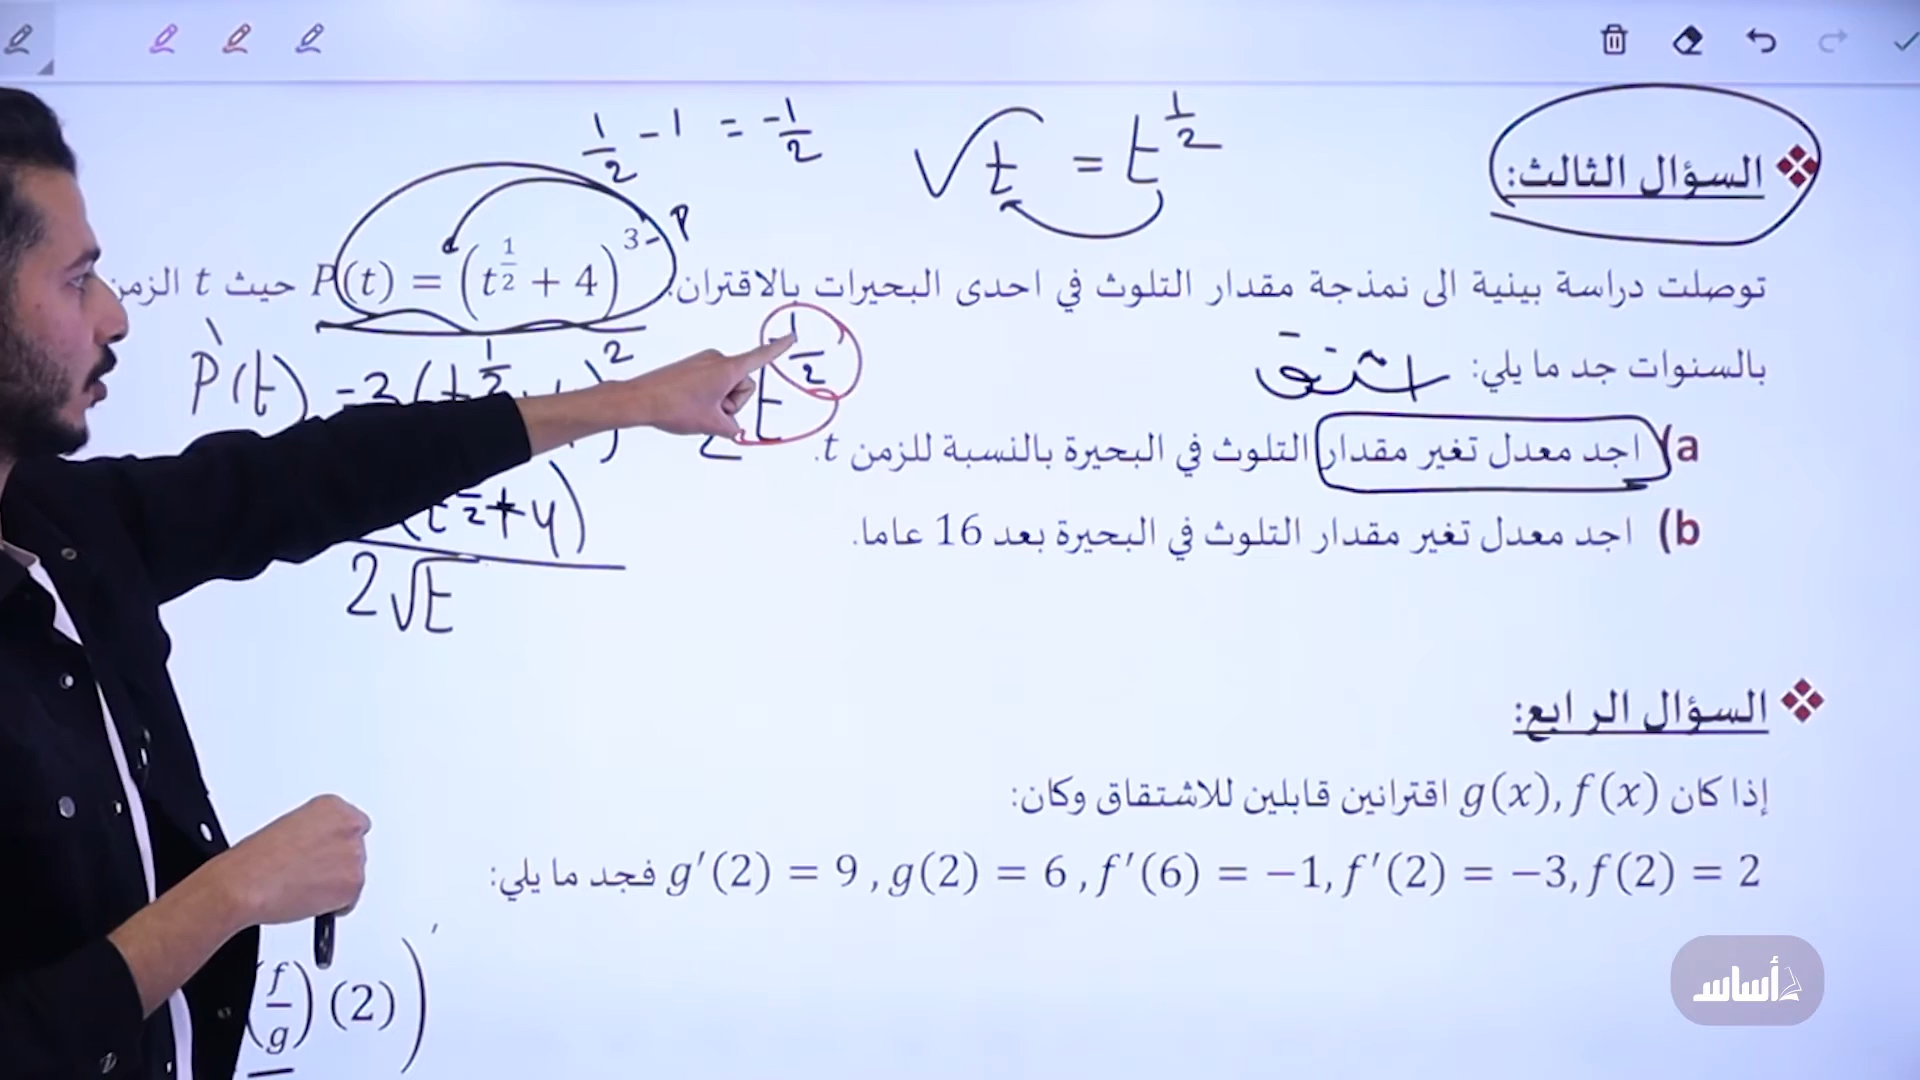 1/2 - 1 = -1/2
√t = t^(1/2)
السؤال الثالث:
توصلت دراسة بينية الى نمذجة مقدار التلوث في احدى البحيرات بالاقتران: P(t) = (t^(1/2) + 4)^3 حيث t الزمن
بالسنوات جد ما يلي:
P'(t)
a) اجد معدل تغير مقدار التلوث في البحيرة بالنسبة للزمن t.
b) اجد معدل تغير مقدار التلوث في البحيرة بعد 16 عاما.
2√t
السؤال الرابع:
إذا كان g(x), f(x) اقترانين قابلين للاشتقاق وكان:
g′(2) = 9 , g(2) = 6 , f′(6) = −1, f′(2) = −3, f(2) = 2 فجد ما يلي:
(f/g)(2))′
أساس